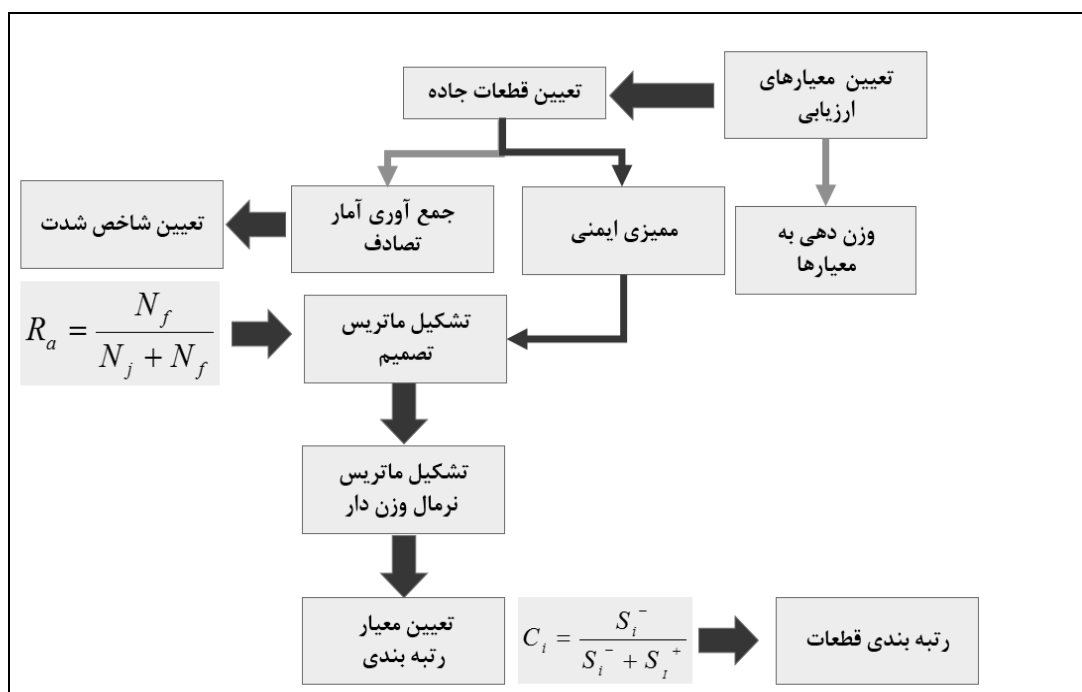 تعیین معیارهای
ارزیابی
تعیین قطعات جاده
وزن دهی به
معیارها
ممیزی ایمنی
جمع آوری آمار
تصادف
تعیین شاخص شدت
R_a = N_f / (N_j + N_f)
تشکیل ماتریس
تصمیم
تشکیل ماتریس
نرمال وزن دار
تعیین معیار
رتبه بندی
C_i = S_i^- / (S_i^- + S_I^+)
رتبه بندی قطعات